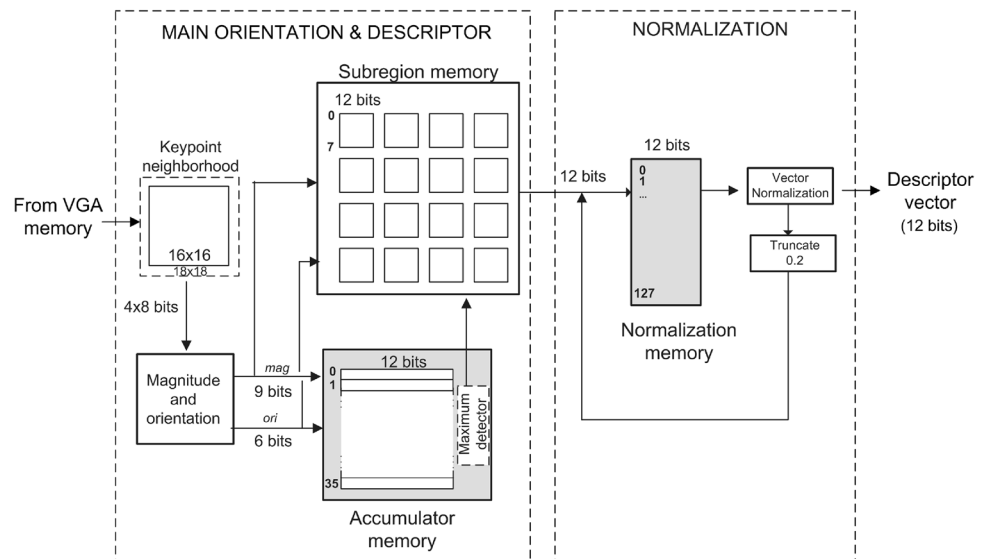 MAIN ORIENTATION & DESCRIPTOR
NORMALIZATION
Subregion memory
12 bits
0
7
Keypoint
neighborhood
From VGA
memory
16x16
18x18
4x8 bits
Magnitude
and
orientation
mag
9 bits
ori
6 bits
12 bits
0
1
35
Maximum
detector
Accumulator
memory
12 bits
12 bits
0
1
...
127
Normalization
memory
Vector
Normalization
Truncate
0.2
Descriptor
vector
(12 bits)